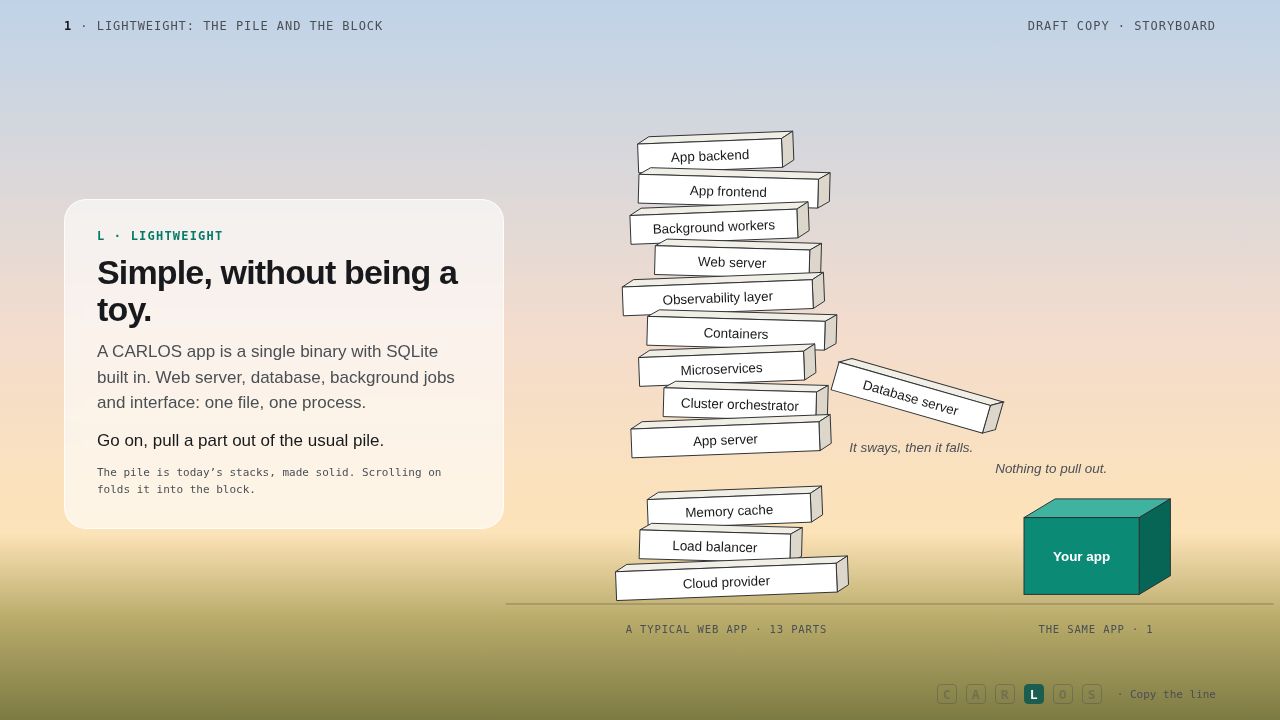 1 · LIGHTWEIGHT: THE PILE AND THE BLOCK
DRAFT COPY · STORYBOARD
L · LIGHTWEIGHT
Simple, without being a
toy.
A CARLOS app is a single binary with SQLite
built in. Web server, database, background jobs
and interface: one file, one process.
Go on, pull a part out of the usual pile.
The pile is today’s stacks, made solid. Scrolling on
folds it into the block.
App backend
App frontend
Background workers
Web server
Observability layer
Containers
Microservices
Cluster orchestrator
Database server
App server
It sways, then it falls.
Nothing to pull out.
Memory cache
Load balancer
Cloud provider
Your app
A TYPICAL WEB APP · 13 PARTS
THE SAME APP · 1
C A R L O S · Copy the line